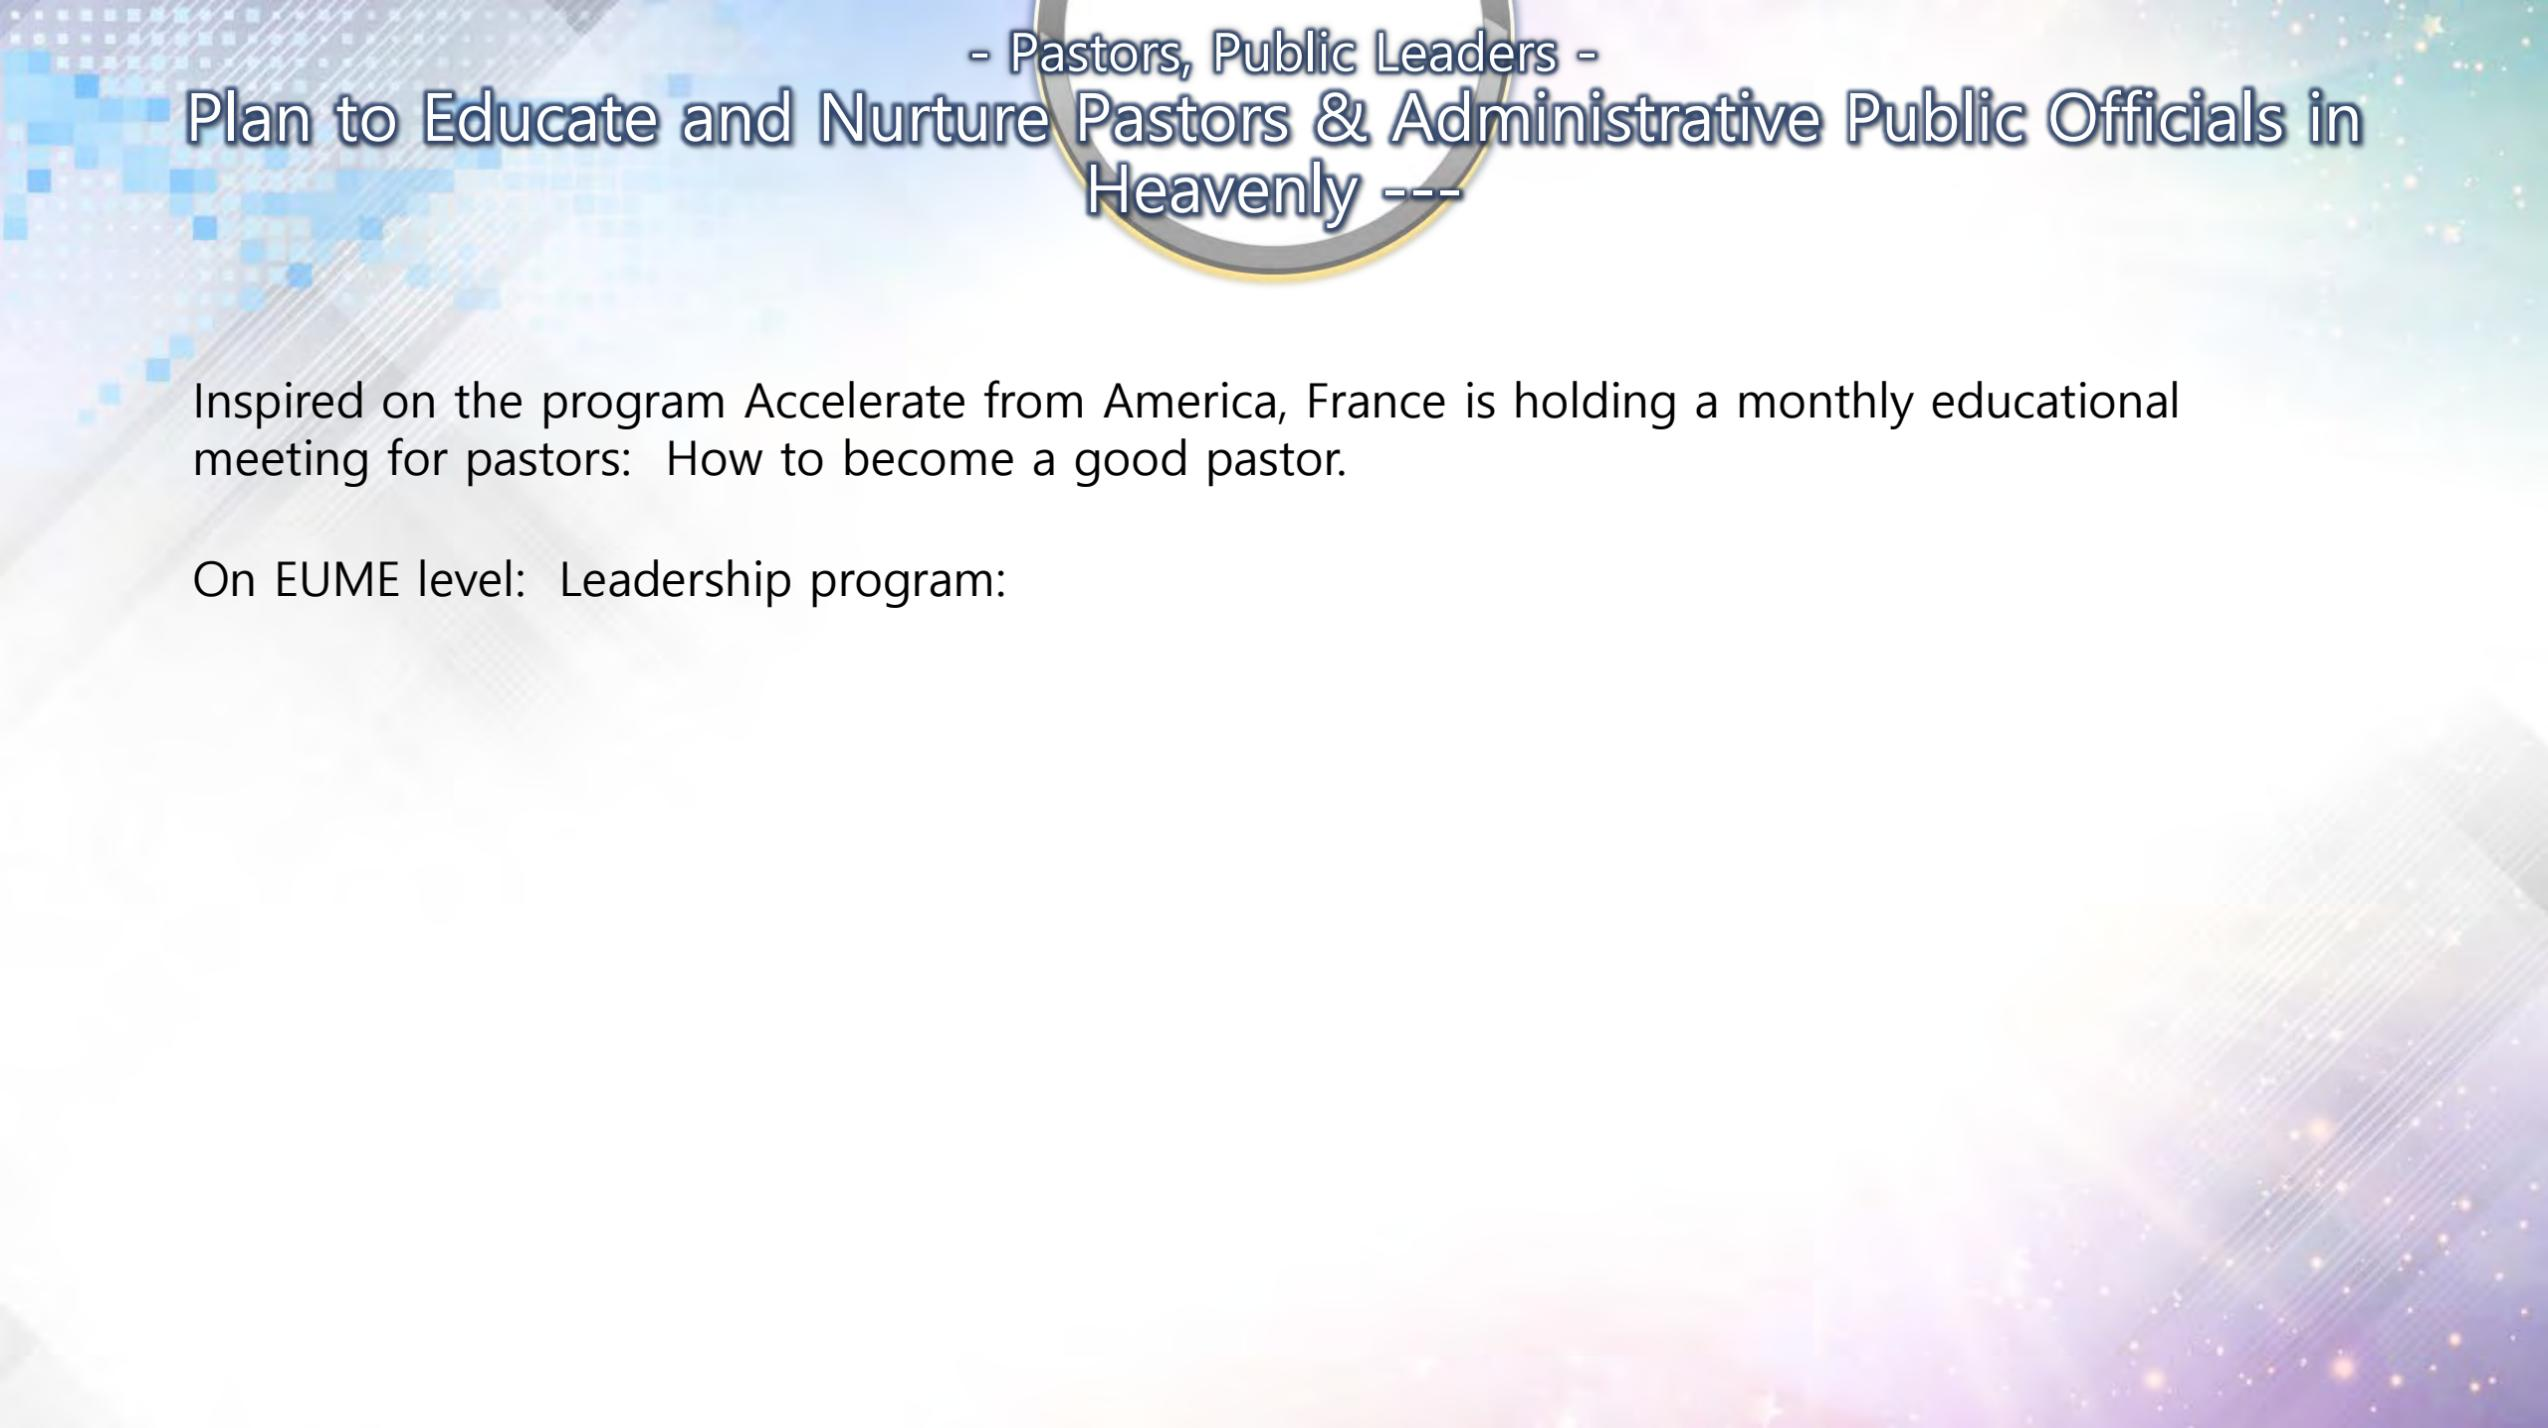 - Pastors, Public Leaders -
Plan to Educate and Nurture Pastors & Administrative Public Officials in
Heavenly ---
Inspired on the program Accelerate from America, France is holding a monthly educational
meeting for pastors:  How to become a good pastor.
On EUME level:  Leadership program: